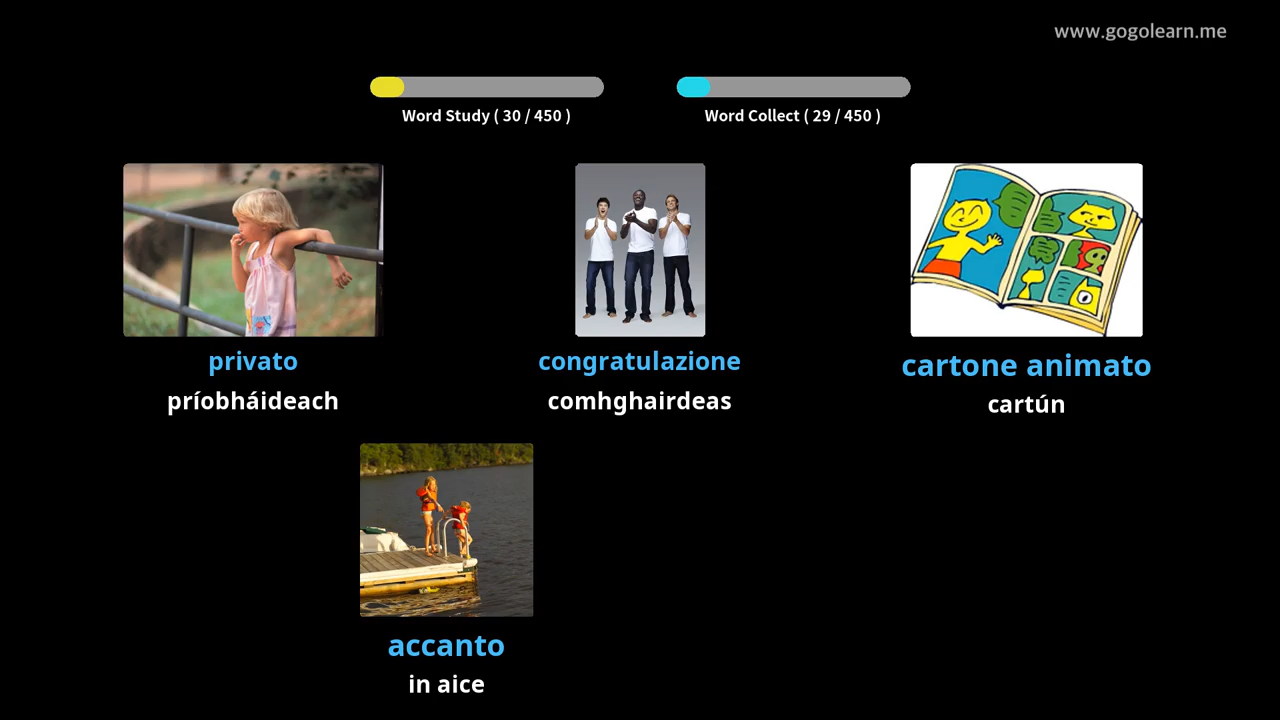 www.gogolearn.me
Word Study ( 30 / 450 )
Word Collect ( 29 / 450 )
privato
príobháideach
congratulazione
comhghairdeas
cartone animato
cartún
accanto
in aice